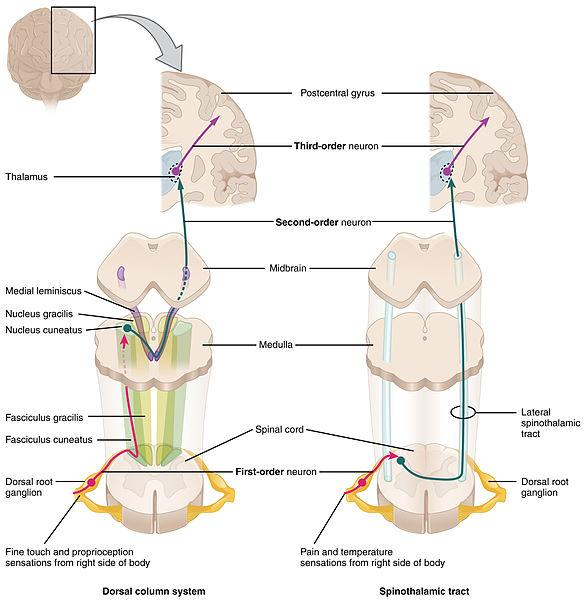 Postcentral gyrus
Third-order neuron
Thalamus
Second-order neuron
Midbrain
Medial leminiscus
Nucleus gracilis
Nucleus cuneatus
Medulla
Fasciculus gracilis
Fasciculus cuneatus
Spinal cord
Lateral
spinothalamic
tract
First-order neuron
Dorsal root
ganglion
Dorsal root
ganglion
Fine touch and proprioception
sensations from right side of body
Pain and temperature
sensations from right side of body
Dorsal column system
Spinothalamic tract